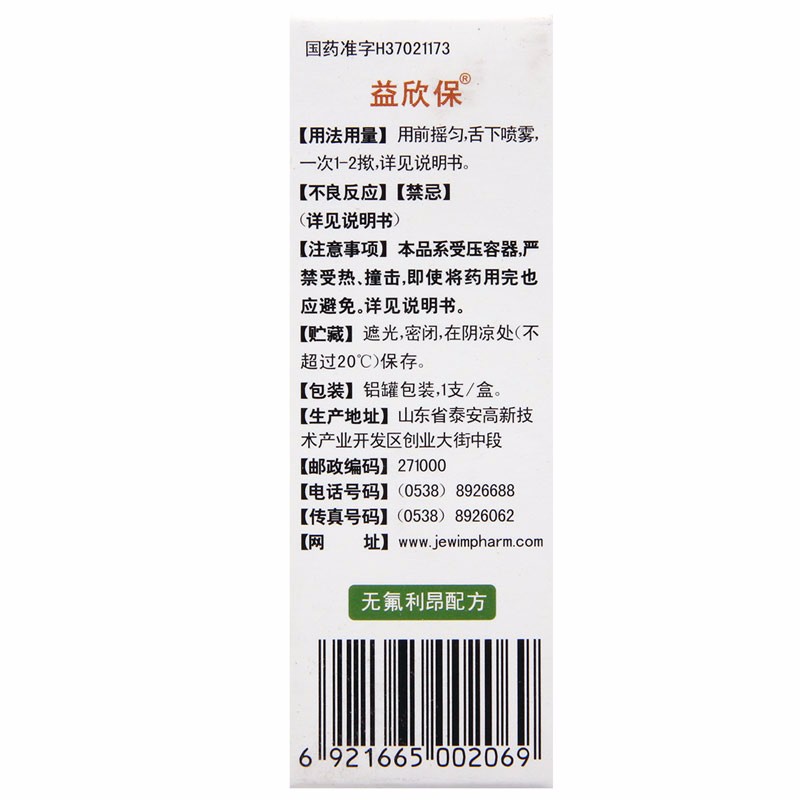 国药准字H37021173
益欣保®
【用法用量】用前摇匀,舌下喷雾,
一次1-2揿,详见说明书。
【不良反应】【禁忌】
(详见说明书)
【注意事项】本品系受压容器,严
禁受热、撞击,即使将药用完也
应避免。详见说明书。
【贮藏】遮光,密闭,在阴凉处(不
超过20℃)保存。
【包装】铝罐包装,1支/盒。
【生产地址】山东省泰安高新技
术产业开发区创业大街中段
【邮政编码】271000
【电话号码】(0538) 8926688
【传真号码】(0538) 8926062
【网 址】www.jewimpharm.com
无氟利昂配方
6 921665 002069